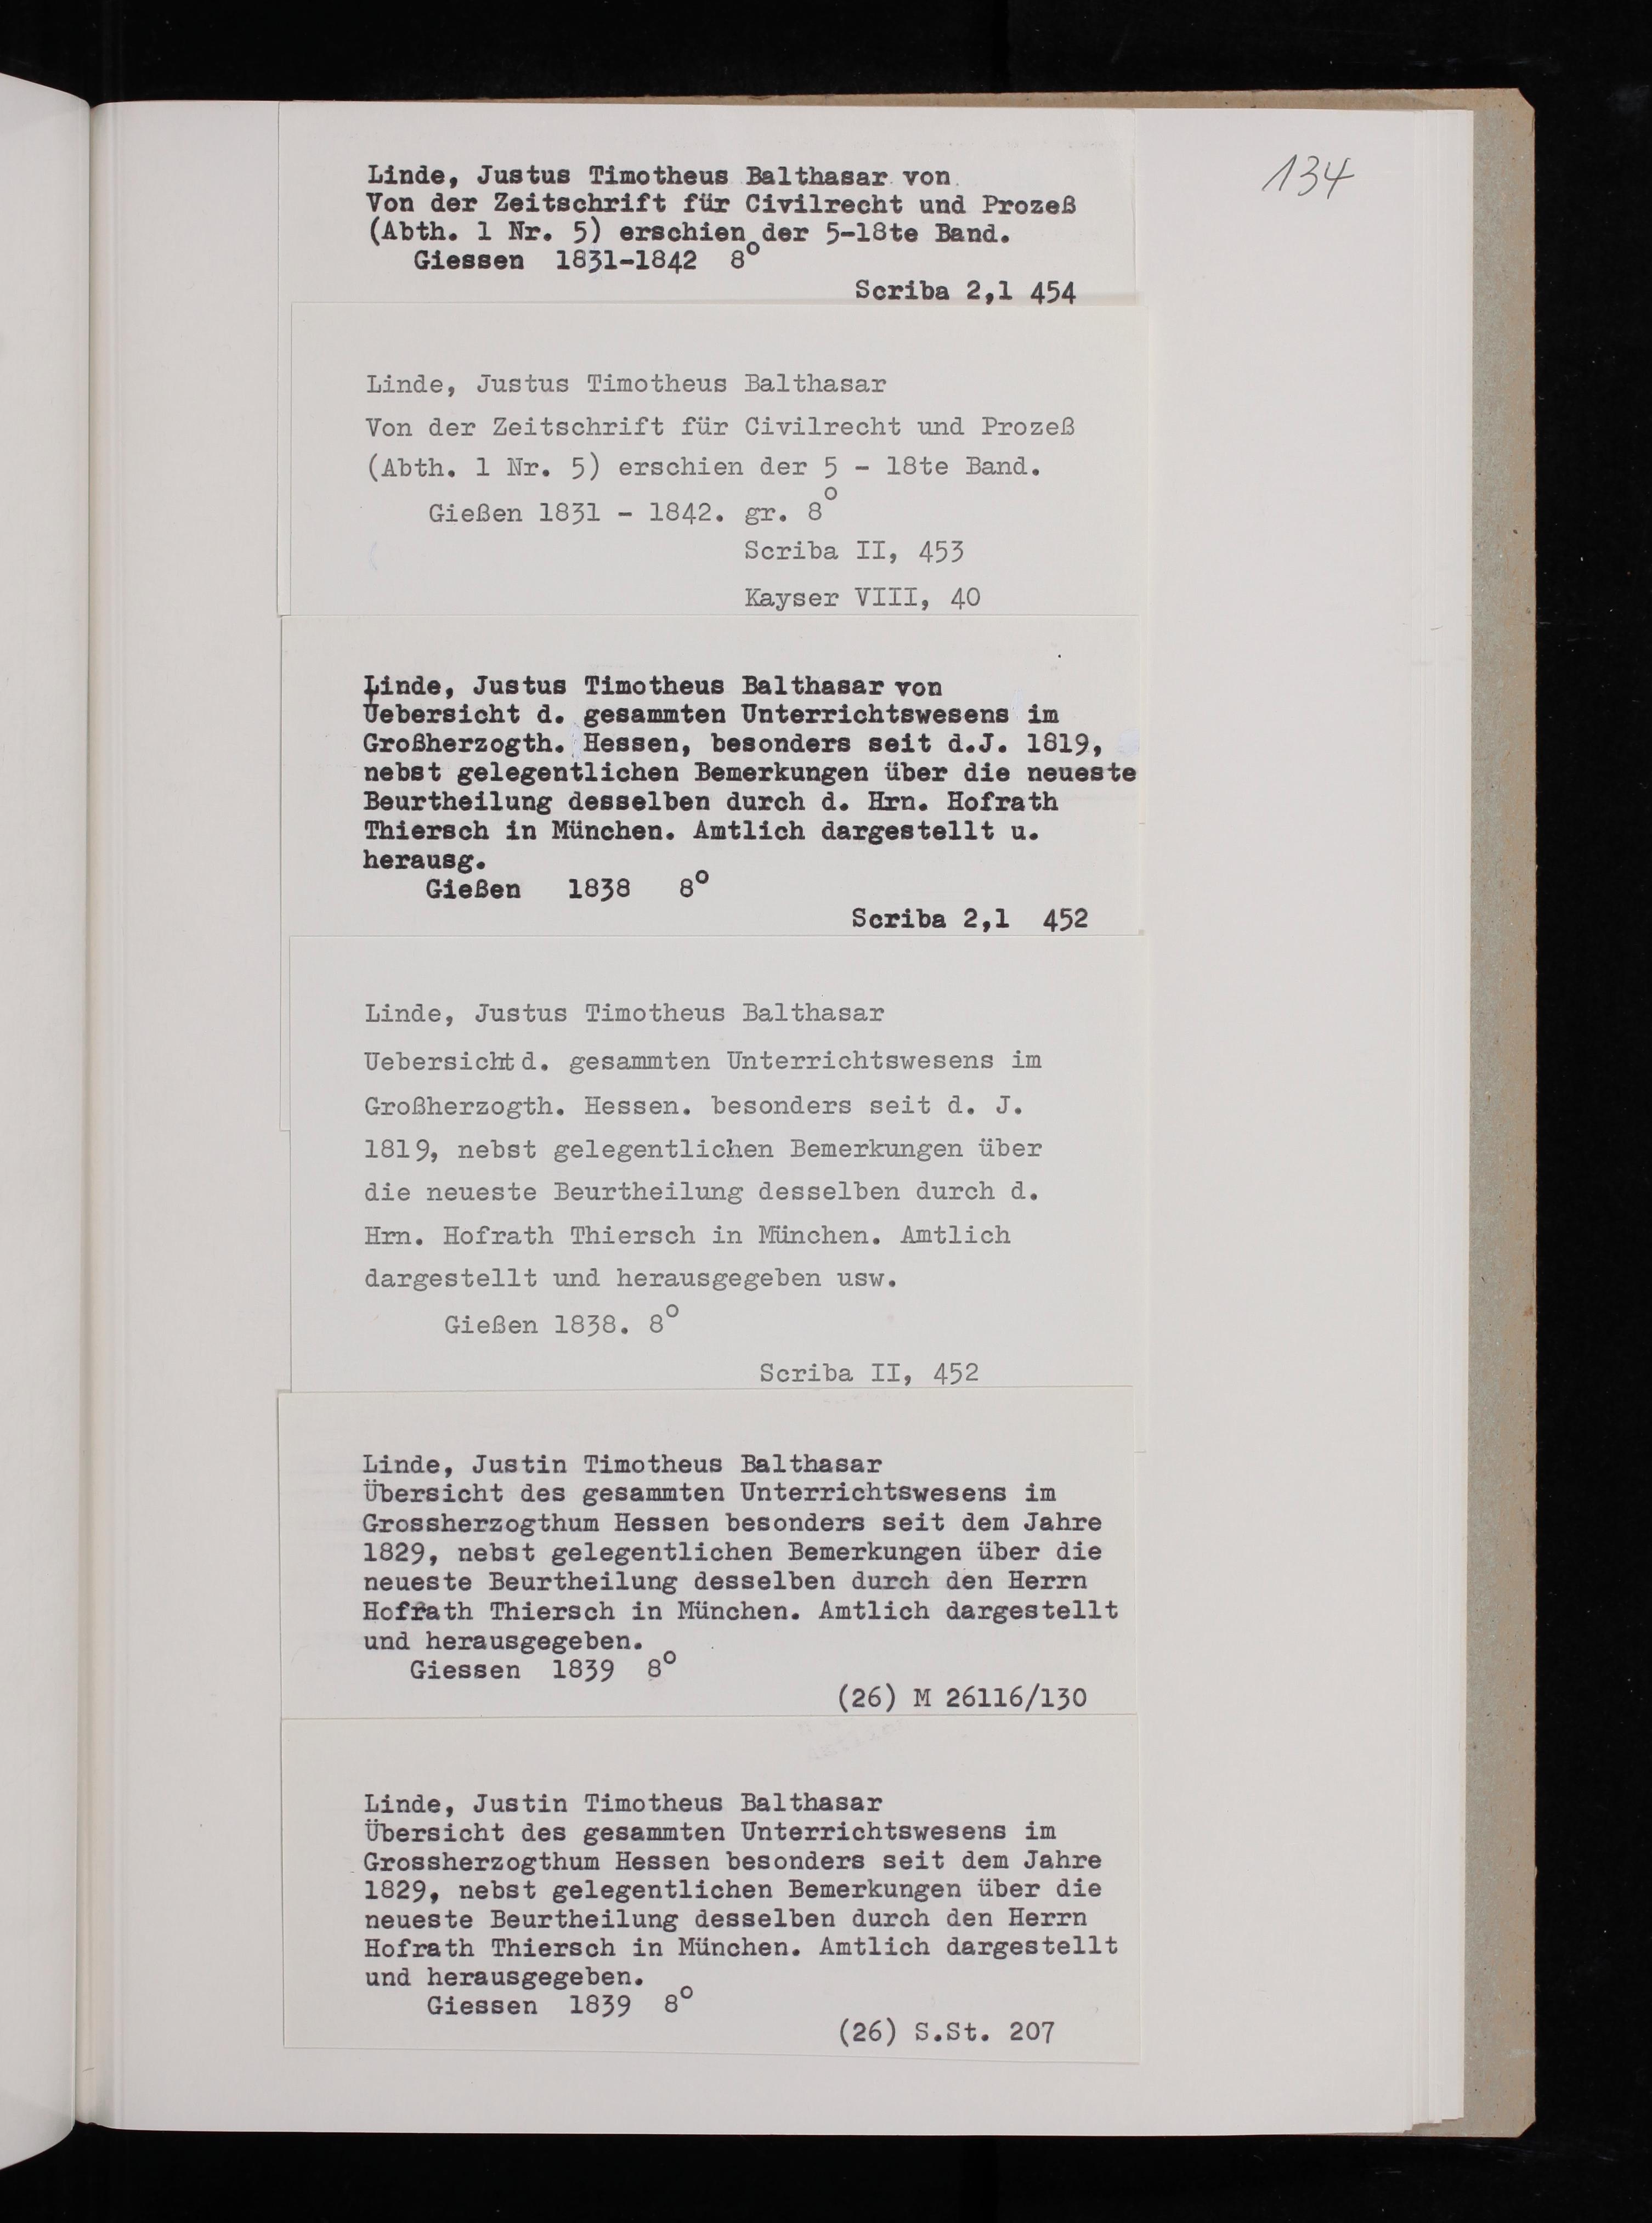 134
Linde, Justus Timotheus Balthasar von
Von der Zeitschrift für Civilrecht und Prozeß
(Abth. 1 Nr. 5) erschien der 5-18te Band.
Giessen 1831-1842 8°
Scriba 2,1 454
Linde, Justus Timotheus Balthasar
Von der Zeitschrift für Civilrecht und Prozeß
(Abth. 1 Nr. 5) erschien der 5 - 18te Band.
Gießen 1831 - 1842. gr. 8°
Scriba II, 453
Kayser VIII, 40
Linde, Justus Timotheus Balthasar von
Uebersicht d. gesammten Unterrichtswesens im
Großherzogth. Hessen, besonders seit d.J. 1819,
nebst gelegentlichen Bemerkungen über die neueste
Beurtheilung desselben durch d. Hrn. Hofrath
Thiersch in München. Amtlich dargestellt u.
herausg.
Gießen 1838 8°
Scriba 2,1 452
Linde, Justus Timotheus Balthasar
Uebersicht d. gesammten Unterrichtswesens im
Großherzogth. Hessen. besonders seit d. J.
1819, nebst gelegentlichen Bemerkungen über
die neueste Beurtheilung desselben durch d.
Hrn. Hofrath Thiersch in München. Amtlich
dargestellt und herausgegeben usw.
Gießen 1838. 8°
Scriba II, 452
Linde, Justin Timotheus Balthasar
Übersicht des gesammten Unterrichtswesens im
Grossherzogthum Hessen besonders seit dem Jahre
1829, nebst gelegentlichen Bemerkungen über die
neueste Beurtheilung desselben durch den Herrn
Hofrath Thiersch in München. Amtlich dargestellt
und herausgegeben.
Giessen 1839 8°
(26) M 26116/130
Linde, Justin Timotheus Balthasar
Übersicht des gesammten Unterrichtswesens im
Grossherzogthum Hessen besonders seit dem Jahre
1829, nebst gelegentlichen Bemerkungen über die
neueste Beurtheilung desselben durch den Herrn
Hofrath Thiersch in München. Amtlich dargestellt
und herausgegeben.
Giessen 1839 8°
(26) S.St. 207